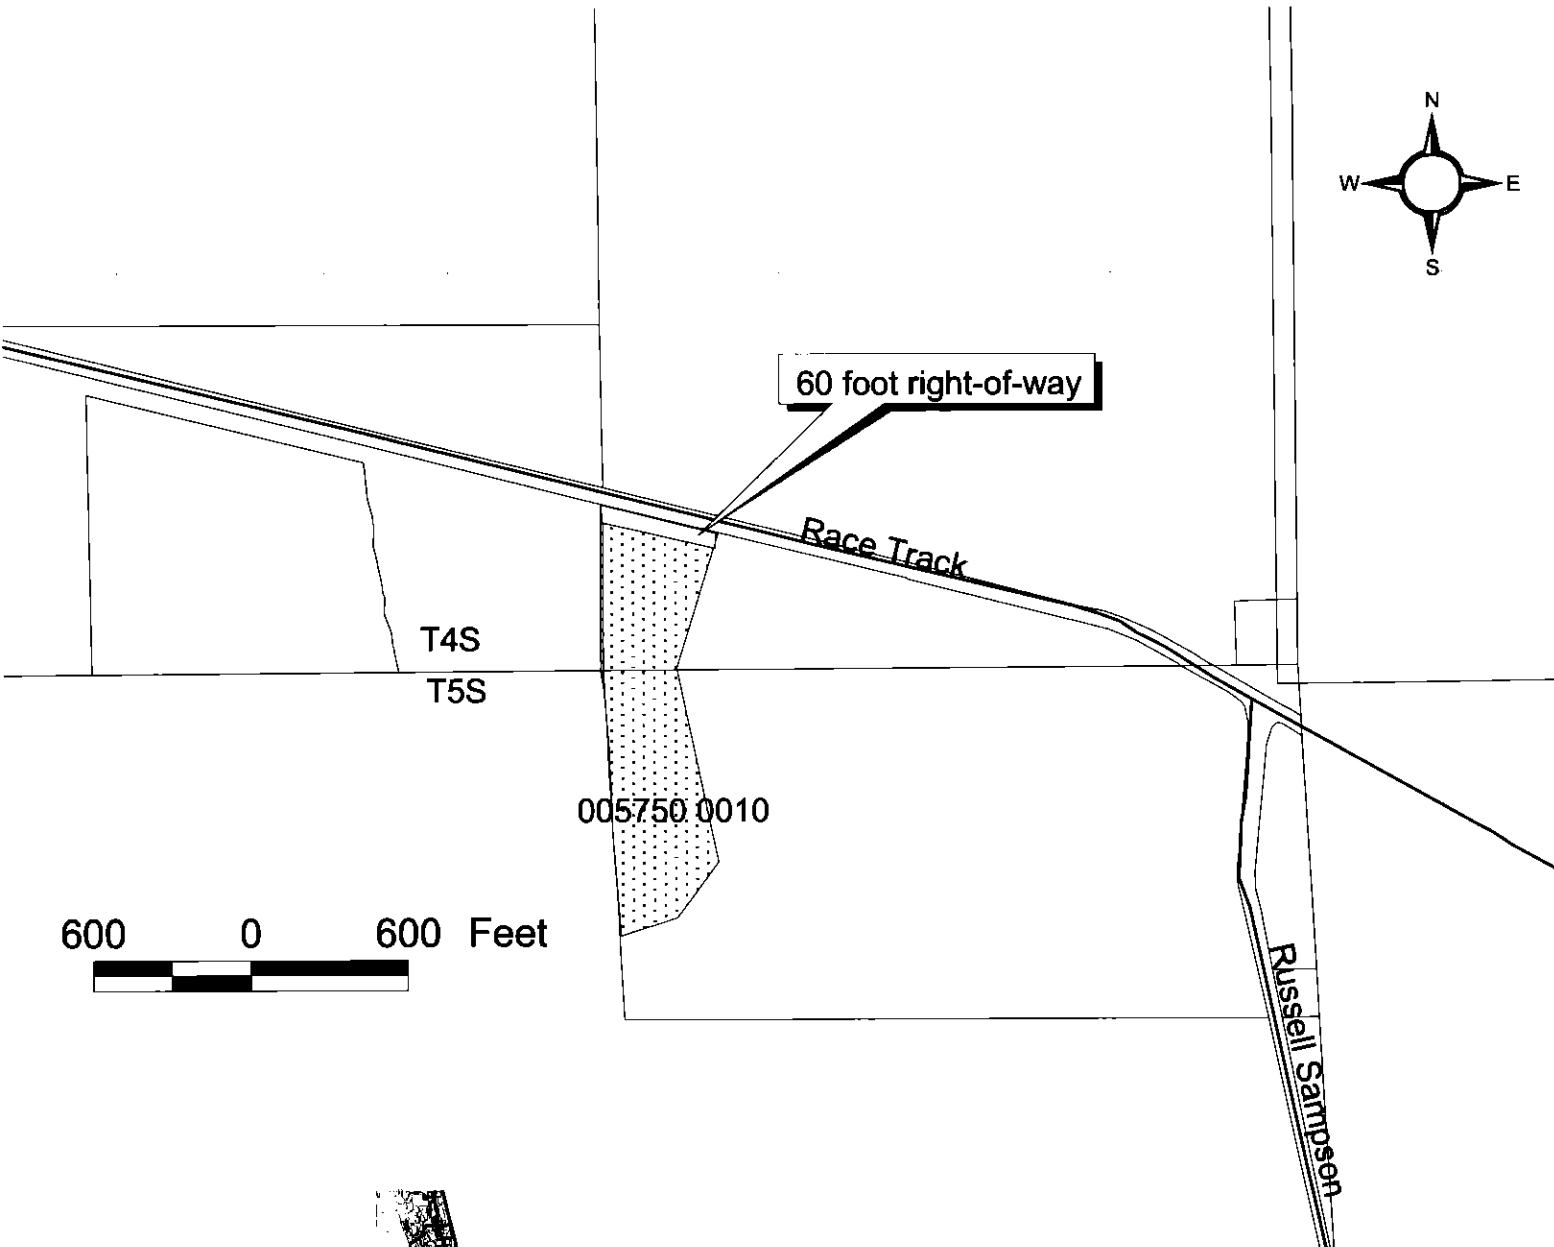 N
W E
S
60 foot right-of-way
Race Track
T4S
T5S
005750 0010
600 0 600 Feet
Russell Sampson